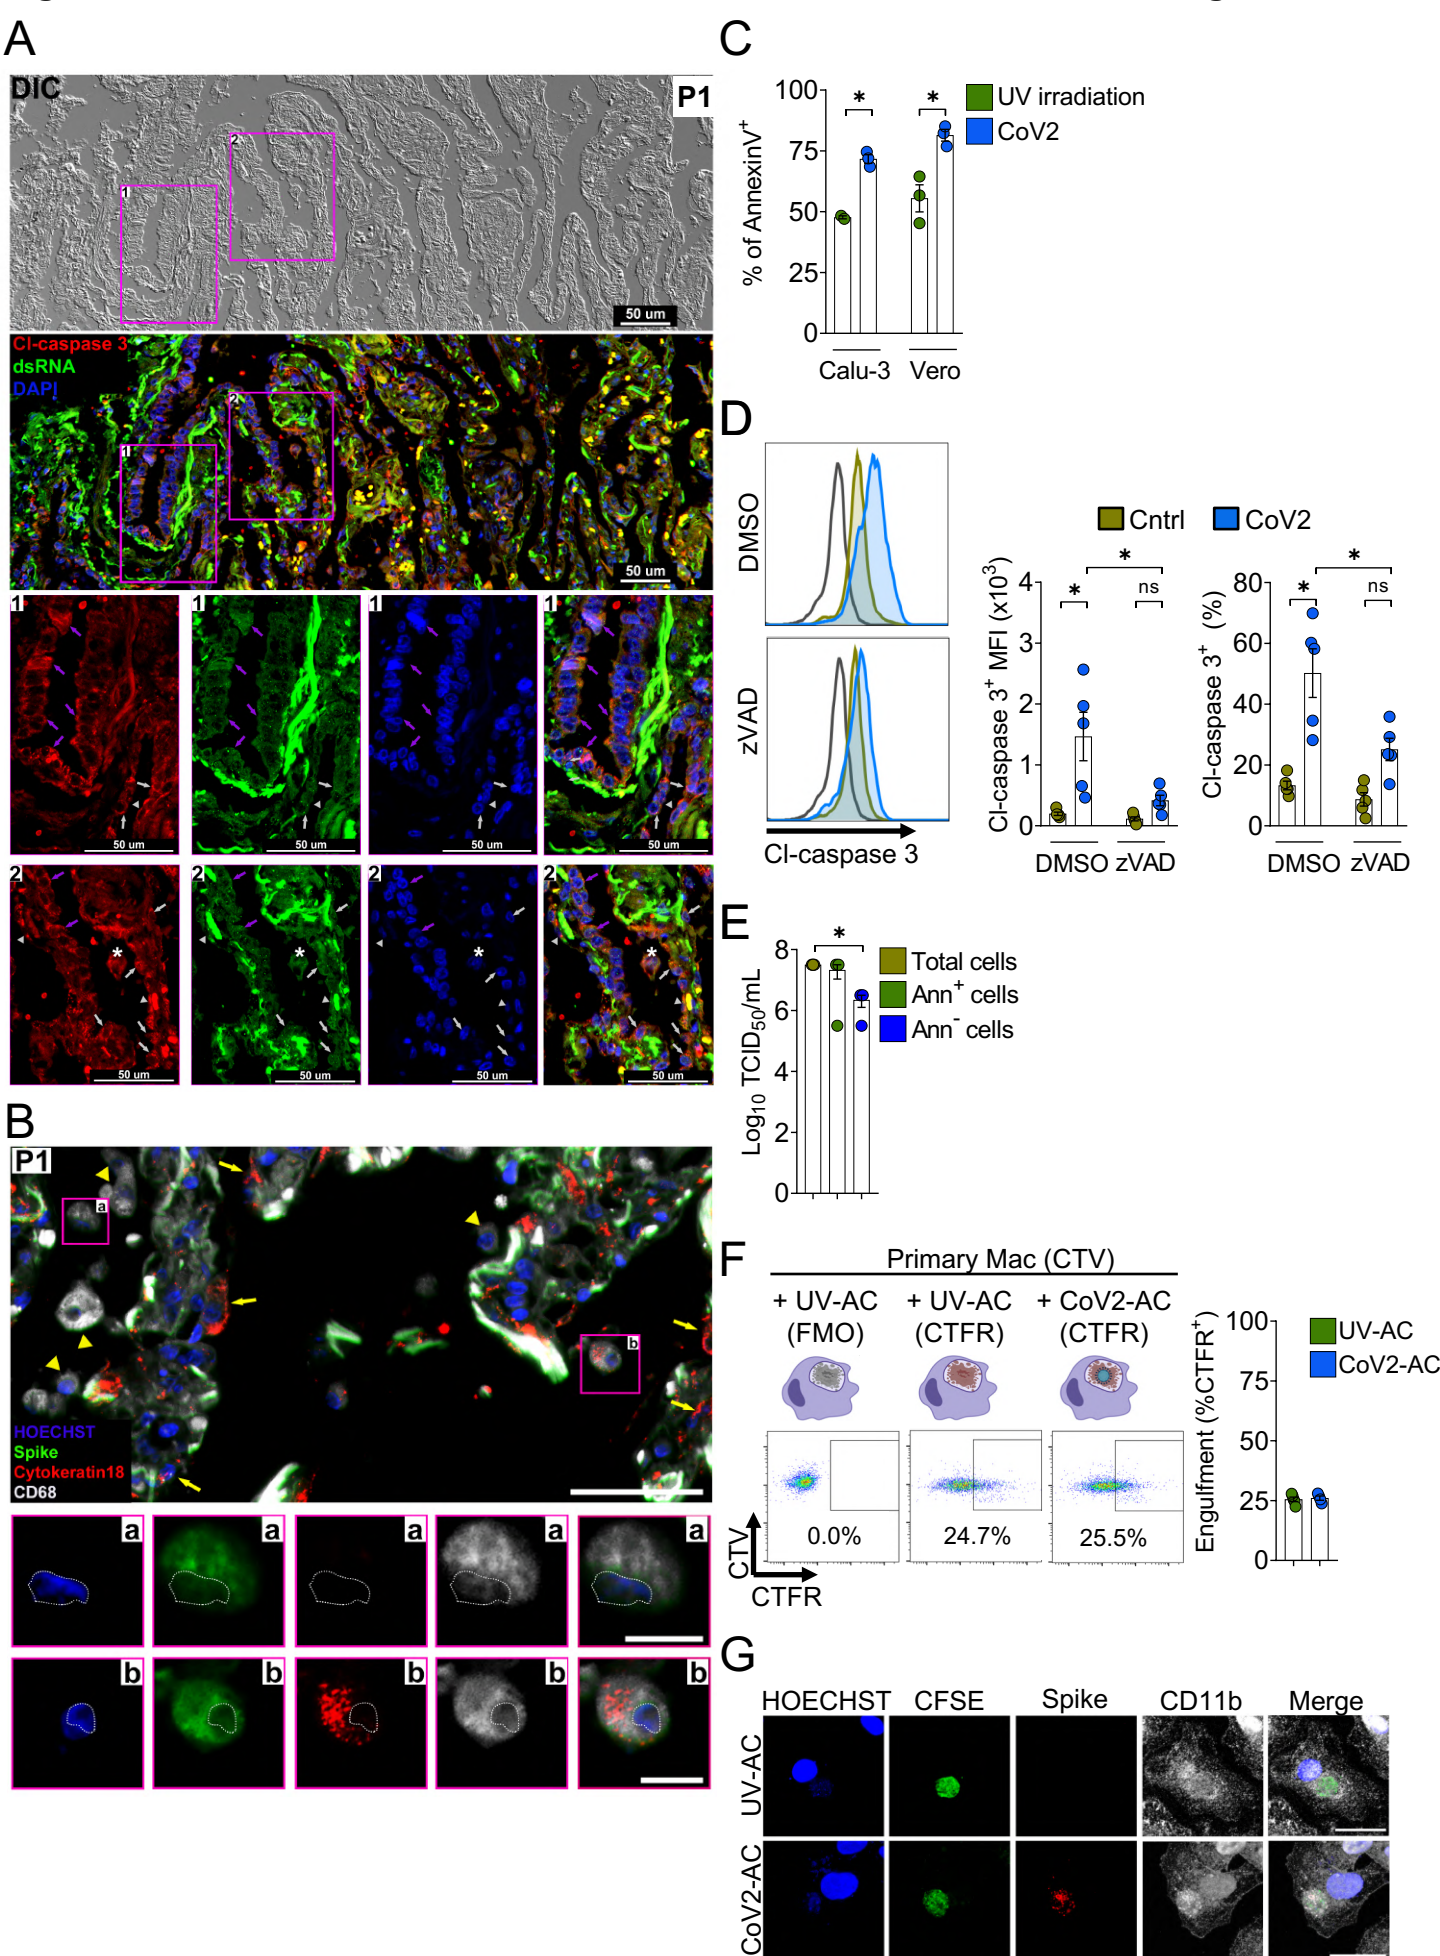 A
DIC
P1
2
1
50 um
Cl-caspase 3
dsRNA
DAPI
2
1
50 um
1
1
1
1
50 um
50 um
50 um
50 um
2
2
2
2
*
*
*
*
50 um
50 um
50 um
50 um
B
P1
a
b
HOECHST
Spike
Cytokeratin18
CD68
a
a
a
a
a
b
b
b
b
b
C
% of AnnexinV+
100
75
50
25
0
*
*
UV irradiation
CoV2
Calu-3
Vero
D
DMSO
zVAD
Cl-caspase 3
Cntrl
CoV2
Cl-caspase 3+ MFI (x10³)
4
3
2
1
0
*
*
ns
DMSO zVAD
Cl-caspase 3+ (%)
80
60
40
20
0
*
*
ns
DMSO zVAD
E
Log10 TCID50/mL
8
6
4
2
0
*
Total cells
Ann+ cells
Ann- cells
F
Primary Mac (CTV)
+ UV-AC
(FMO)
+ UV-AC
(CTFR)
+ CoV2-AC
(CTFR)
0.0%
24.7%
25.5%
CTV
CTFR
Engulfment (%CTFR+)
100
75
50
25
0
UV-AC
CoV2-AC
G
HOECHST
CFSE
Spike
CD11b
Merge
UV-AC
CoV2-AC